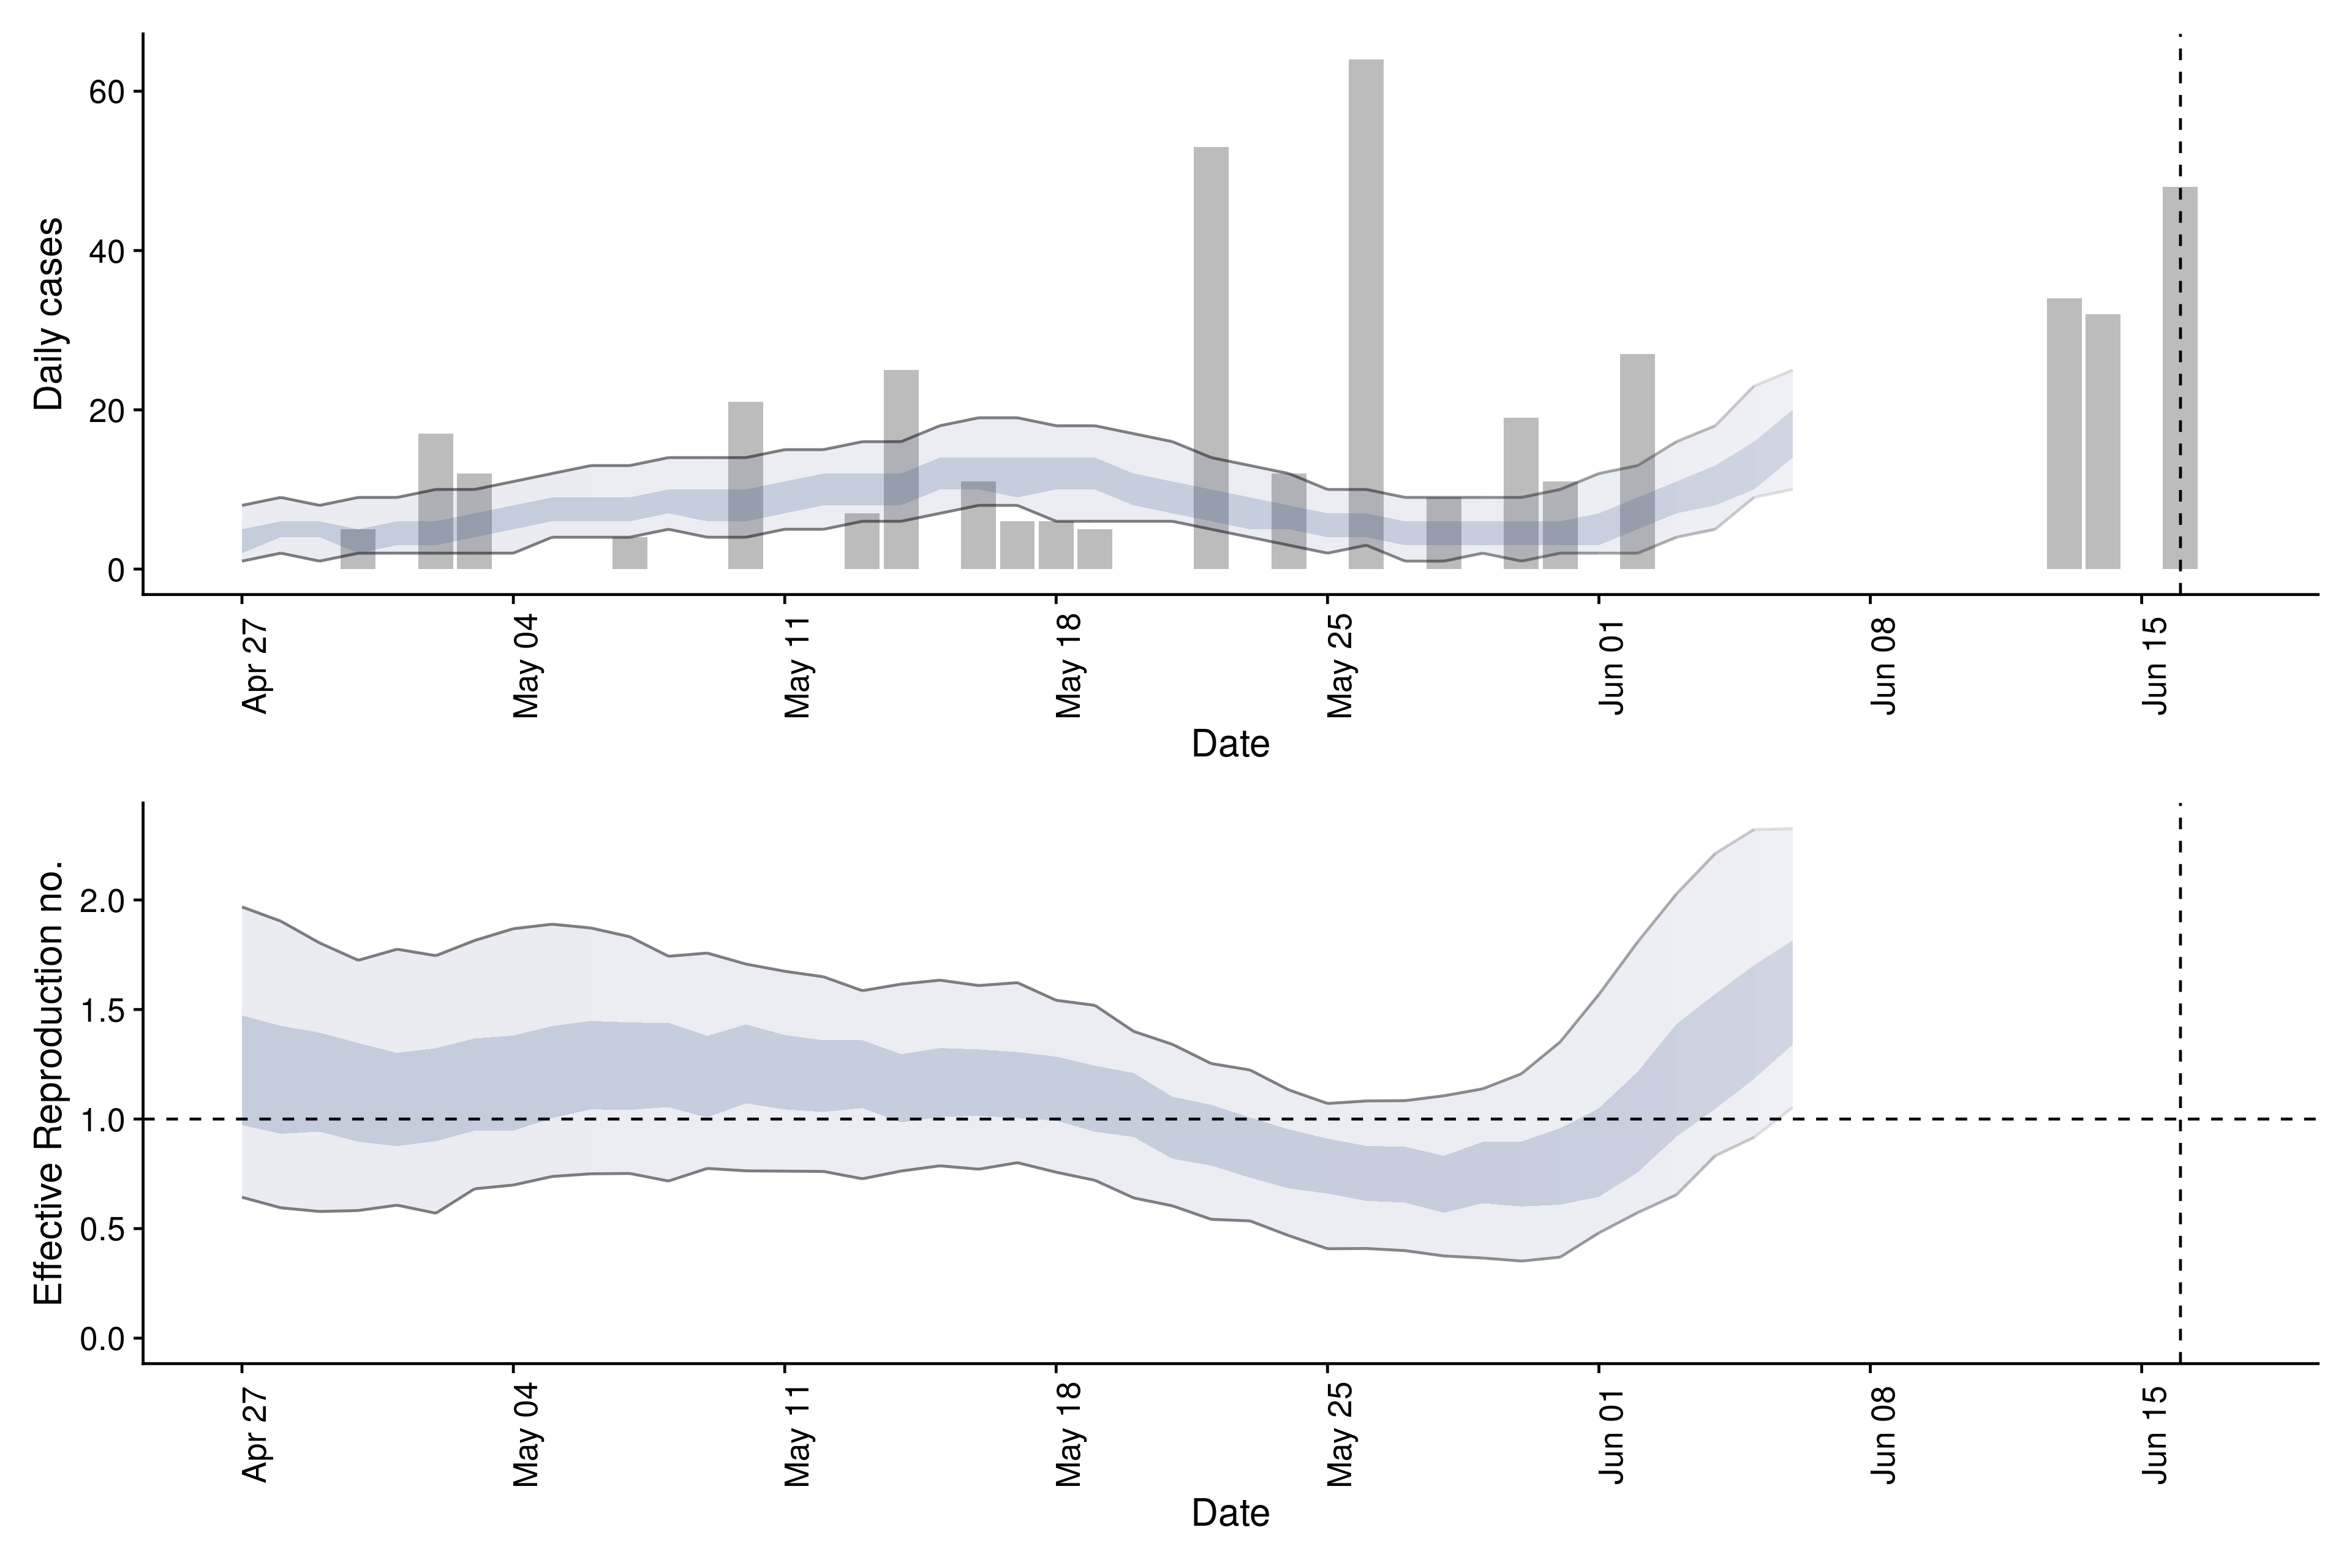 Daily cases
60
40
20
0
Apr 27
May 04
May 11
May 18
May 25
Jun 01
Jun 08
Jun 15
Date
Effective Reproduction no.
2.0
1.5
1.0
0.5
0.0
Apr 27
May 04
May 11
May 18
May 25
Jun 01
Jun 08
Jun 15
Date